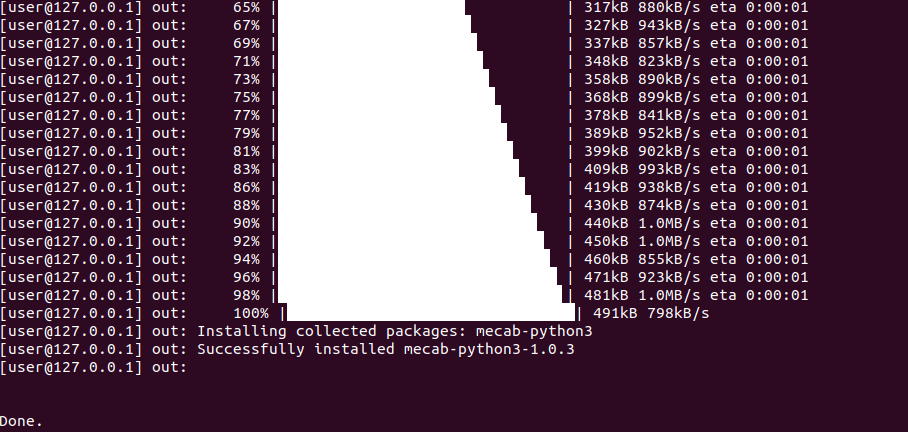 [user@127.0.0.1] out:     65% |                                | 317kB 880kB/s eta 0:00:01
[user@127.0.0.1] out:     67% |                                | 327kB 943kB/s eta 0:00:01
[user@127.0.0.1] out:     69% |                                | 337kB 857kB/s eta 0:00:01
[user@127.0.0.1] out:     71% |                                | 348kB 823kB/s eta 0:00:01
[user@127.0.0.1] out:     73% |                                | 358kB 890kB/s eta 0:00:01
[user@127.0.0.1] out:     75% |                                | 368kB 899kB/s eta 0:00:01
[user@127.0.0.1] out:     77% |                                | 378kB 841kB/s eta 0:00:01
[user@127.0.0.1] out:     79% |                                | 389kB 952kB/s eta 0:00:01
[user@127.0.0.1] out:     81% |                                | 399kB 902kB/s eta 0:00:01
[user@127.0.0.1] out:     83% |                                | 409kB 993kB/s eta 0:00:01
[user@127.0.0.1] out:     86% |                                | 419kB 938kB/s eta 0:00:01
[user@127.0.0.1] out:     88% |                                | 430kB 874kB/s eta 0:00:01
[user@127.0.0.1] out:     90% |                                | 440kB 1.0MB/s eta 0:00:01
[user@127.0.0.1] out:     92% |                                | 450kB 1.0MB/s eta 0:00:01
[user@127.0.0.1] out:     94% |                                | 460kB 855kB/s eta 0:00:01
[user@127.0.0.1] out:     96% |                                | 471kB 923kB/s eta 0:00:01
[user@127.0.0.1] out:     98% |                                | 481kB 1.0MB/s eta 0:00:01
[user@127.0.0.1] out:     100% |                                | 491kB 798kB/s
[user@127.0.0.1] out: Installing collected packages: mecab-python3
[user@127.0.0.1] out: Successfully installed mecab-python3-1.0.3
[user@127.0.0.1] out:
Done.